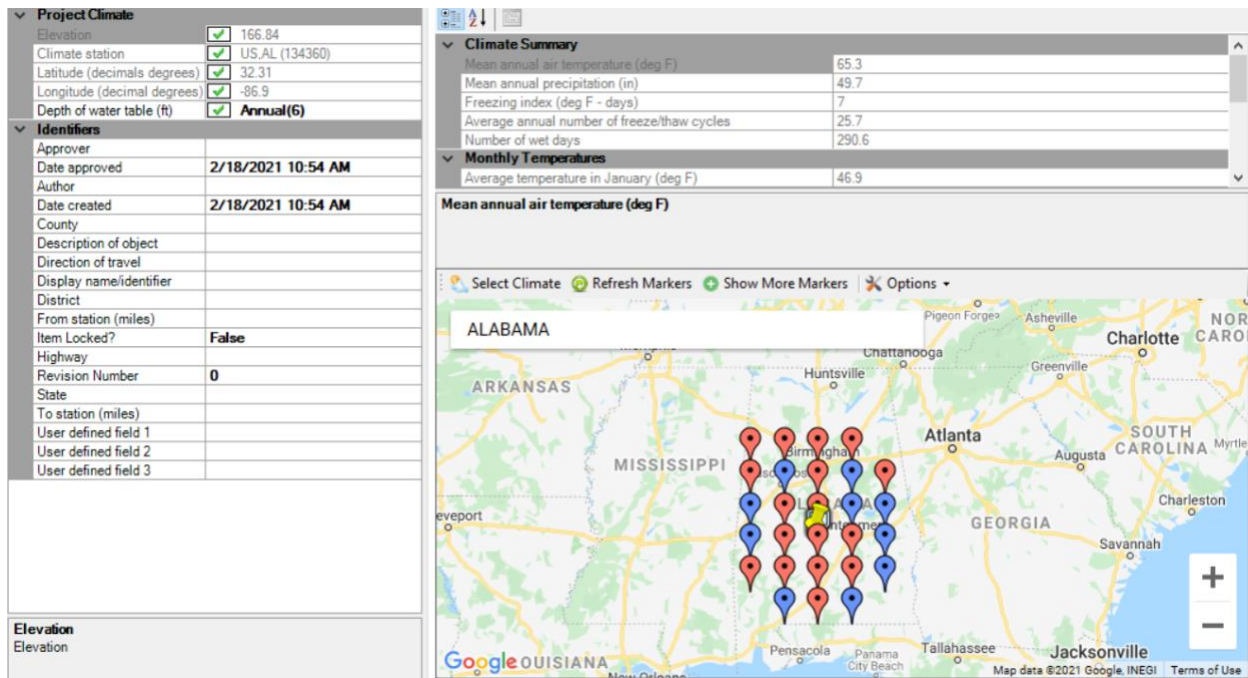 Project Climate
Elevation 166.84
Climate station US,AL (134360)
Latitude (decimals degrees) 32.31
Longitude (decimal degrees) -86.9
Depth of water table (ft) Annual(6)
Identifiers
Approver
Date approved 2/18/2021 10:54 AM
Author
Date created 2/18/2021 10:54 AM
County
Description of object
Direction of travel
Display name/identifier
District
From station (miles)
Item Locked? False
Highway
Revision Number 0
State
To station (miles)
User defined field 1
User defined field 2
User defined field 3
Elevation
Elevation
Climate Summary
Mean annual air temperature (deg F) 65.3
Mean annual precipitation (in) 49.7
Freezing index (deg F - days) 7
Average annual number of freeze/thaw cycles 25.7
Number of wet days 290.6
Monthly Temperatures
Average temperature in January (deg F) 46.9
Mean annual air temperature (deg F)
Select Climate Refresh Markers Show More Markers Options
ALABAMA
Pigeon Forge
Asheville
NOR
Charlotte
CARO
Chattanooga
Greenville
Huntsville
ARKANSAS
Atlanta
SOUTH
CAROLINA
Myrtle
Augusta
Birmingham
MISSISSIPPI
Charleston
eveport
GEORGIA
Savannah
Pensacola
Panama
City Beach
Tallahassee
Jacksonville
Google
OUISIANA
New Orleans
Map data ©2021 Google, INEGI Terms of Use